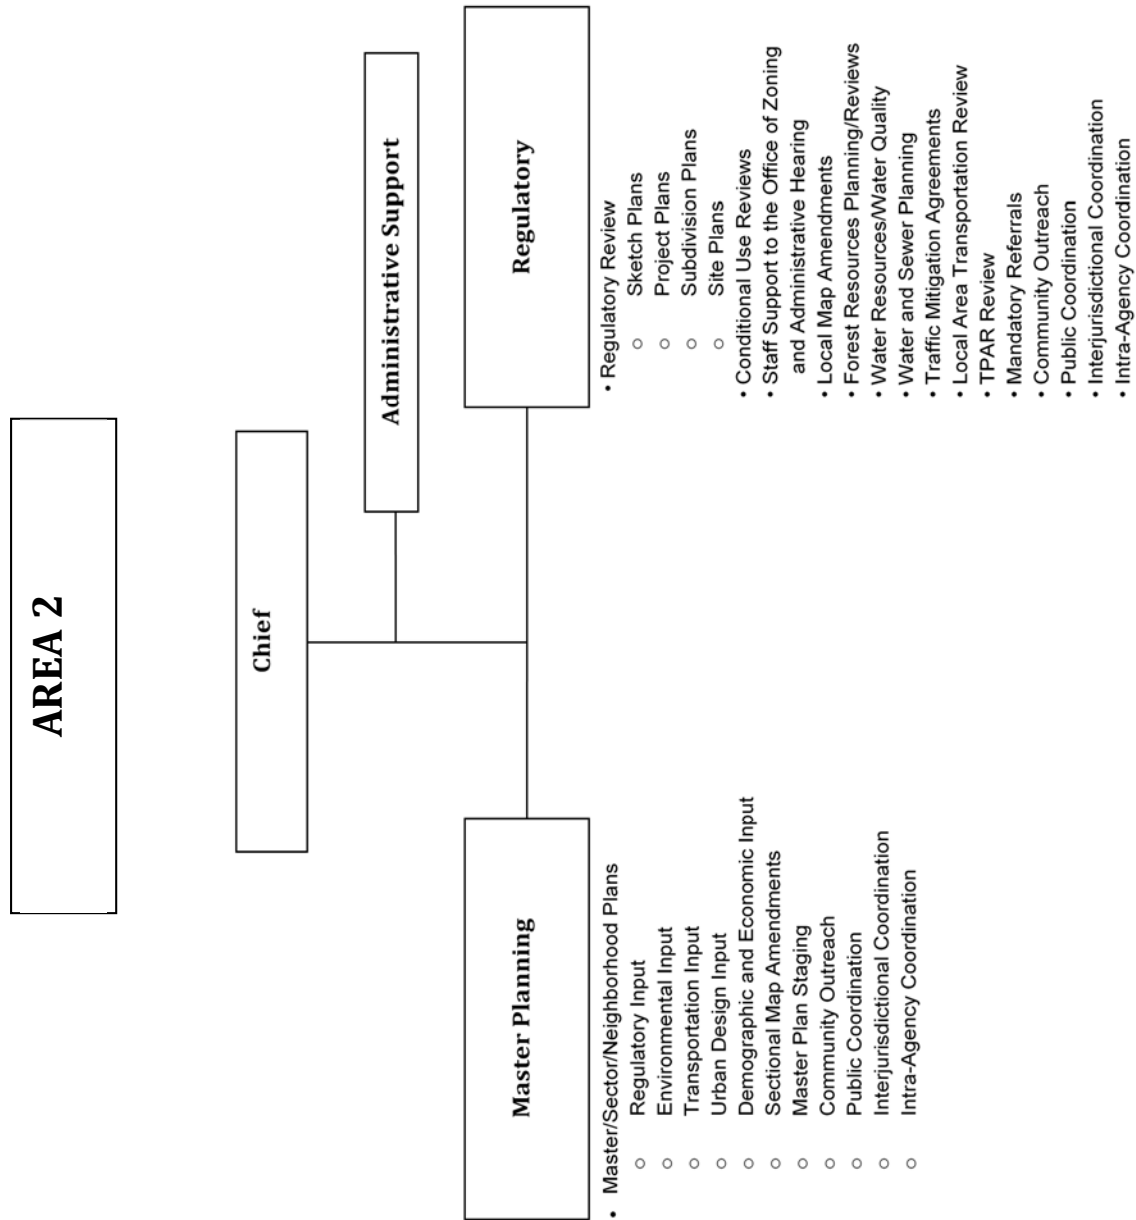 AREA 2
Chief
Administrative Support
Master Planning
• Master/Sector/Neighborhood Plans
○ Regulatory Input
○ Environmental Input
○ Transportation Input
○ Urban Design Input
○ Demographic and Economic Input
○ Sectional Map Amendments
○ Master Plan Staging
○ Community Outreach
○ Public Coordination
○ Interjurisdictional Coordination
○ Intra-Agency Coordination
Regulatory
• Regulatory Review
○ Sketch Plans
○ Project Plans
○ Subdivision Plans
○ Site Plans
• Conditional Use Reviews
• Staff Support to the Office of Zoning
and Administrative Hearing
• Local Map Amendments
• Forest Resources Planning/Reviews
• Water Resources/Water Quality
• Water and Sewer Planning
• Traffic Mitigation Agreements
• Local Area Transportation Review
• TPAR Review
• Mandatory Referrals
• Community Outreach
• Public Coordination
• Interjurisdictional Coordination
• Intra-Agency Coordination